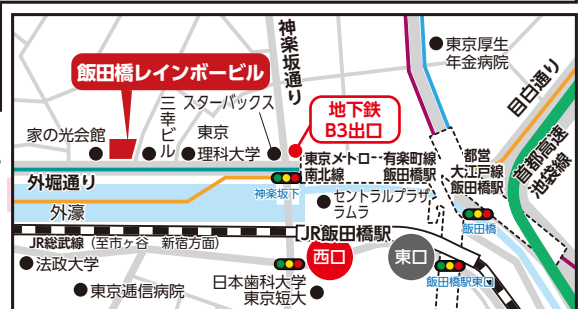 神楽坂通り
東京厚生
年金病院
目白通り
飯田橋レインボービル
スターバックス
地下鉄
B3出口
三幸ビル
家の光会館
東京
理科大学
東京メトロ
南北線
有楽町線
飯田橋駅
都営
大江戸線
飯田橋駅
首都高速
池袋線
外堀通り
神楽坂下
セントラルプラザ
ラムラ
外濠
飯田橋
JR飯田橋駅
JR総武線(至市ヶ谷 新宿方面)
西口
東口
法政大学
日本歯科大学
東京短大
飯田橋駅東口
東京逓信病院